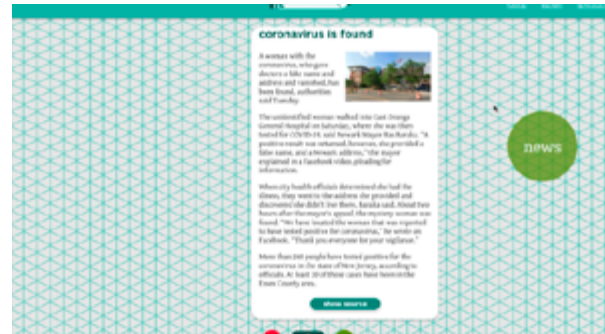 coronavirus is found
A woman with the
coronavirus, who gave
doctors a fake name and
address and vanished, has
been found, authorities
said Tuesday.
The unidentified woman walked into East Orange
General Hospital on Saturday, where she was then
tested for COVID-19, said Newark Mayor Ras Baraka. "A
positive result was returned, however, she provided a
false name, and a Newark address," the mayor
explained in a Facebook video, pleading for
information.
When city health officials determined she had the
illness, they went to the address she provided and
discovered she didn't live there, Baraka said. About two
hours after the mayor's appeal, the mystery woman was
found. "We have located the woman that was reported
to have tested positive for the coronavirus," he wrote on
Facebook. "Thank you everyone for your vigilance."
More than 260 people have tested positive for the
coronavirus in the state of New Jersey, according to
officials. At least 20 of those cases have been in the
Essex County area.
show source
news